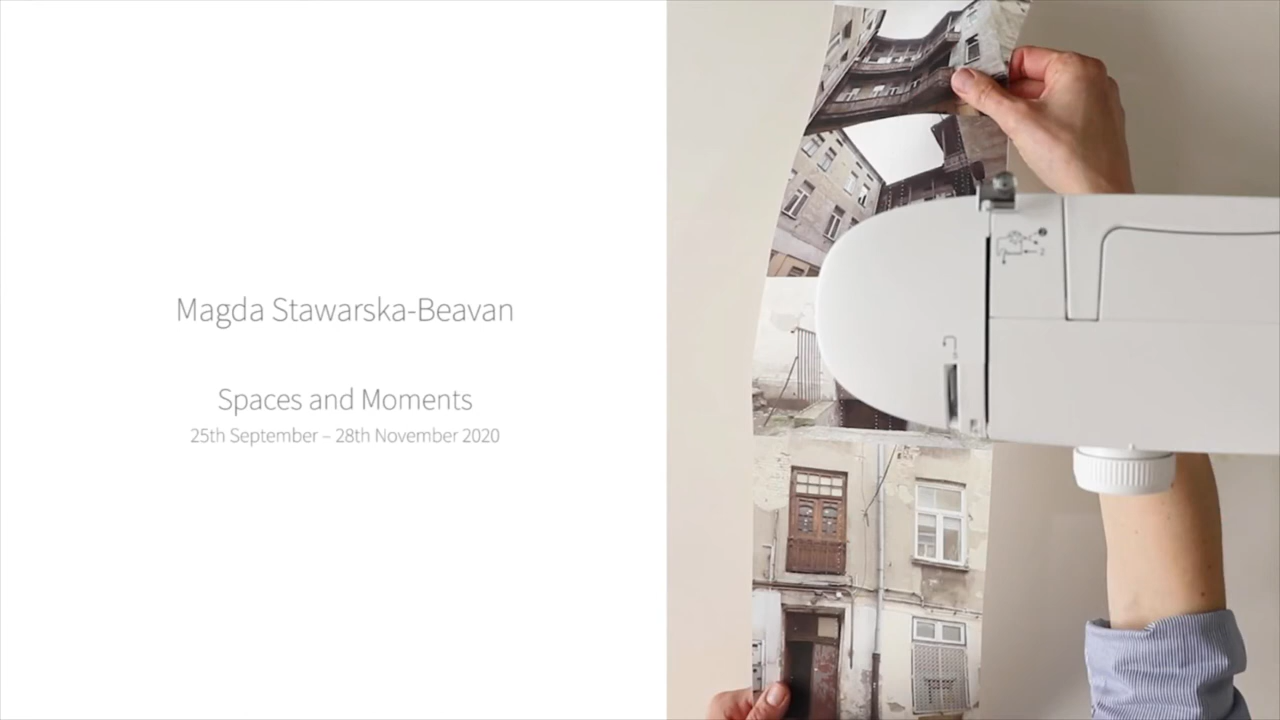 Magda Stawarska-Beavan
Spaces and Moments
25th September – 28th November 2020